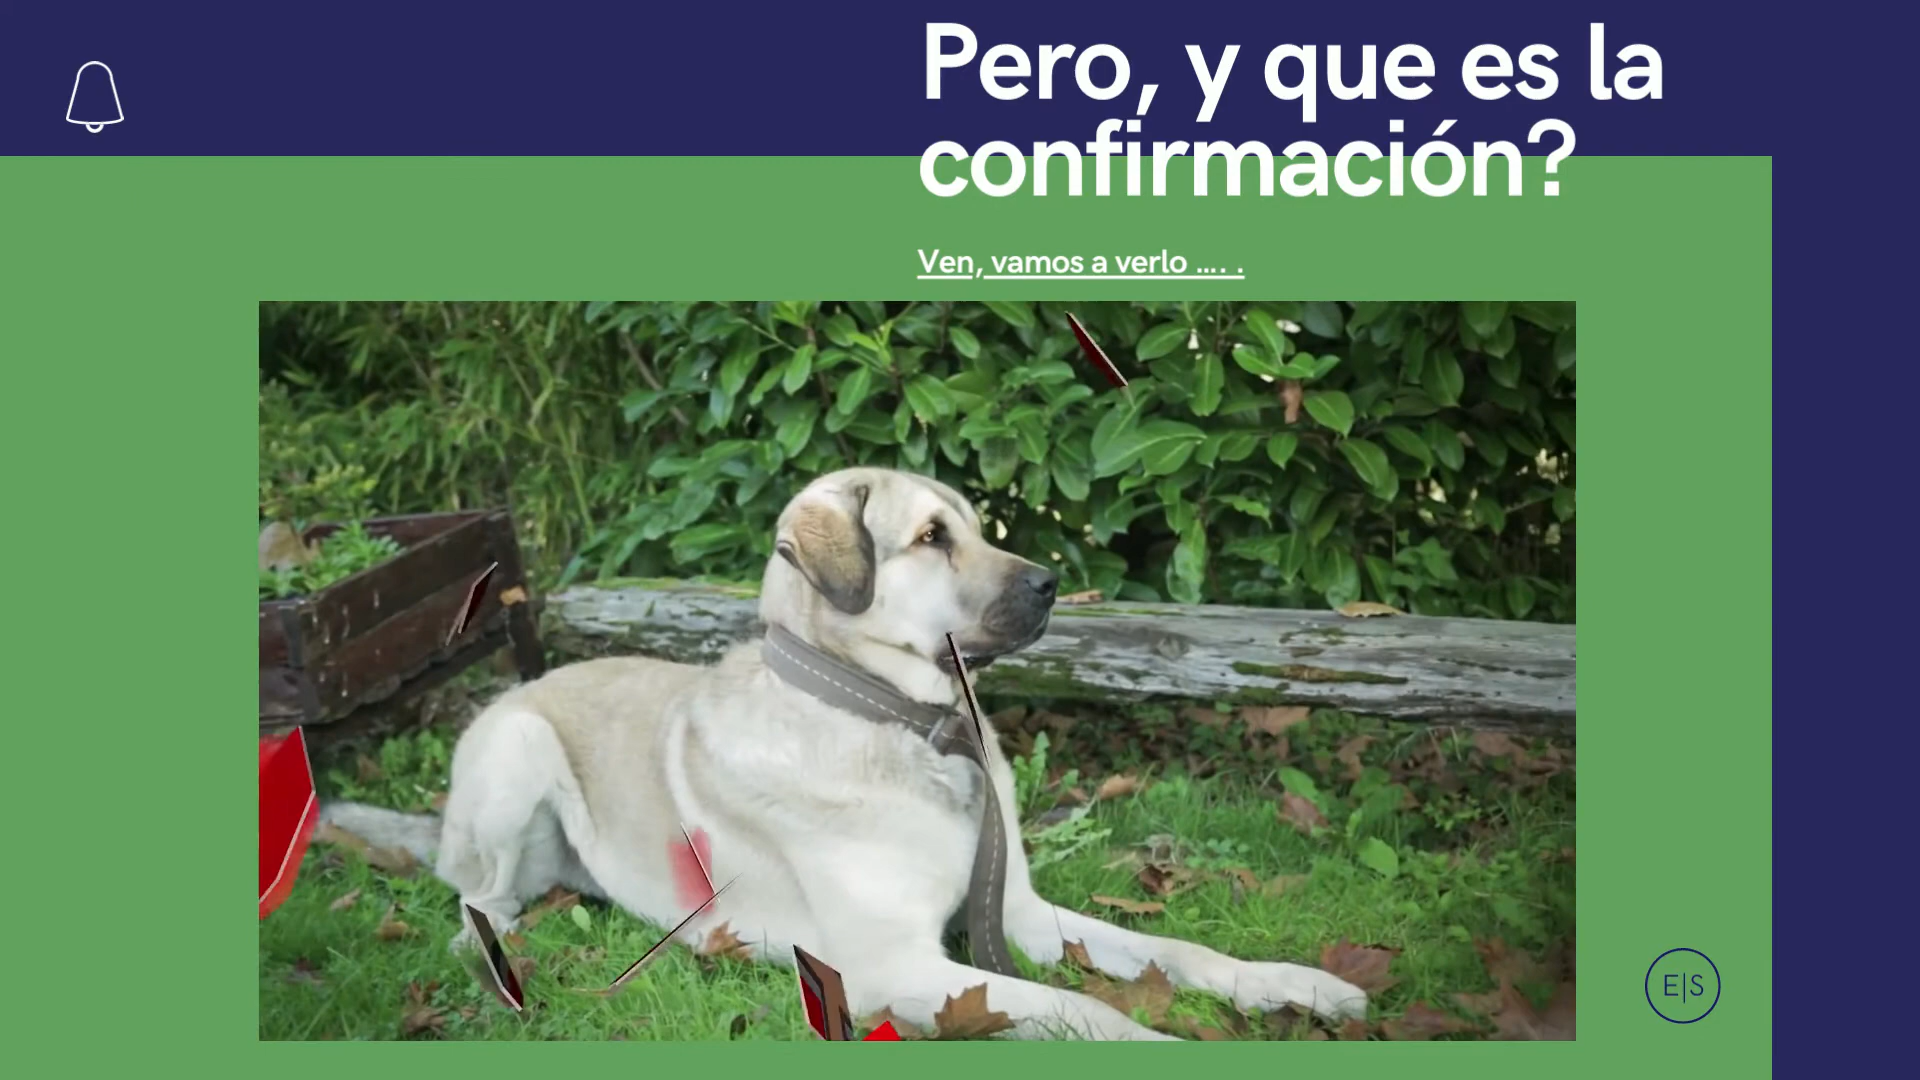 Pero, y que es la
confirmación?
Ven, vamos a verlo .... .
E|S